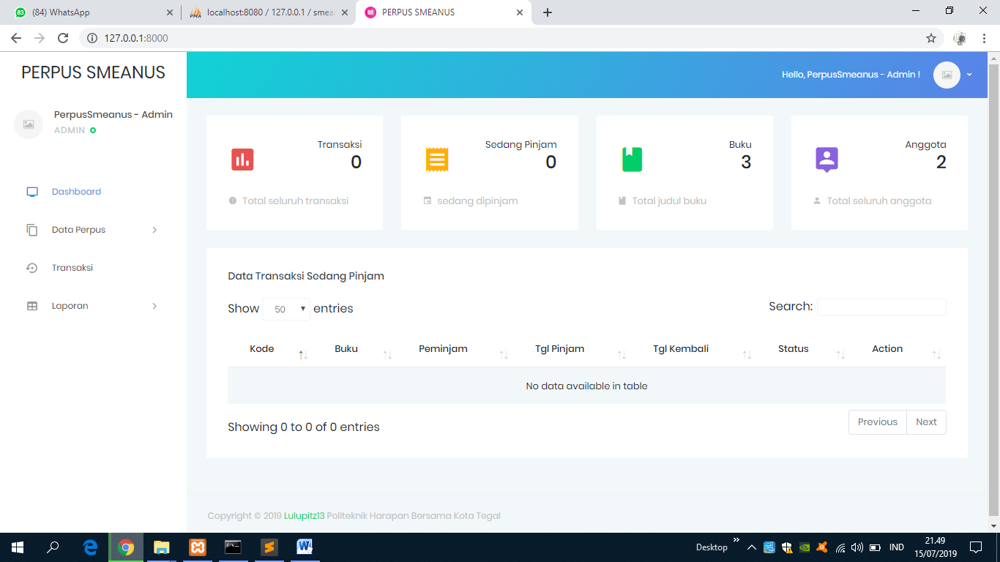 83 (84) WhatsApp
PMA localhost:8080 / 127.0.0.1 / smea
PERPUS SMEANUS
127.0.0.1:8000
PERPUS SMEANUS
Hello, PerpusSmeanus - Admin !
PerpusSmeanus - Admin
ADMIN
Dashboard
Data Perpus
Transaksi
Laporan
Transaksi
0
Total seluruh transaksi
Sedang Pinjam
0
sedang dipinjam
Buku
3
Total judul buku
Anggota
2
Total seluruh anggota
Data Transaksi Sedang Pinjam
Show 50 entries
Search:
Kode Buku Peminjam Tgl Pinjam Tgl Kembali Status Action
No data available in table
Showing 0 to 0 of 0 entries
Previous Next
Copyright © 2019 Lulupitz13 Politeknik Harapan Bersama Kota Tegal
Desktop
IND
21.49
15/07/2019